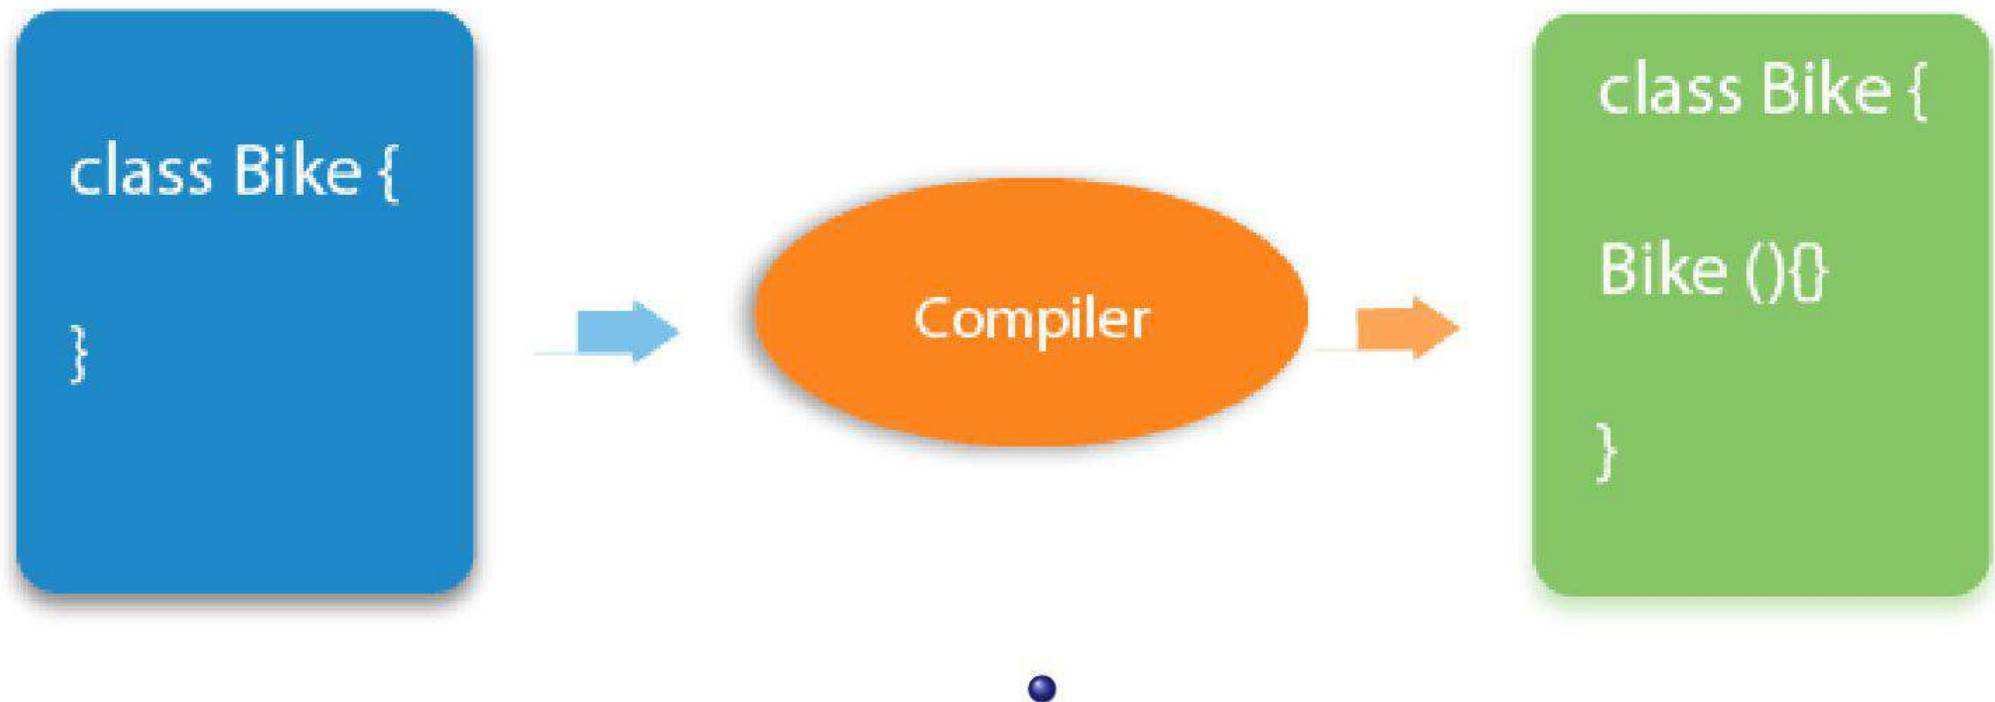 class Bike {
}
Compiler
class Bike {
Bike (){}
}